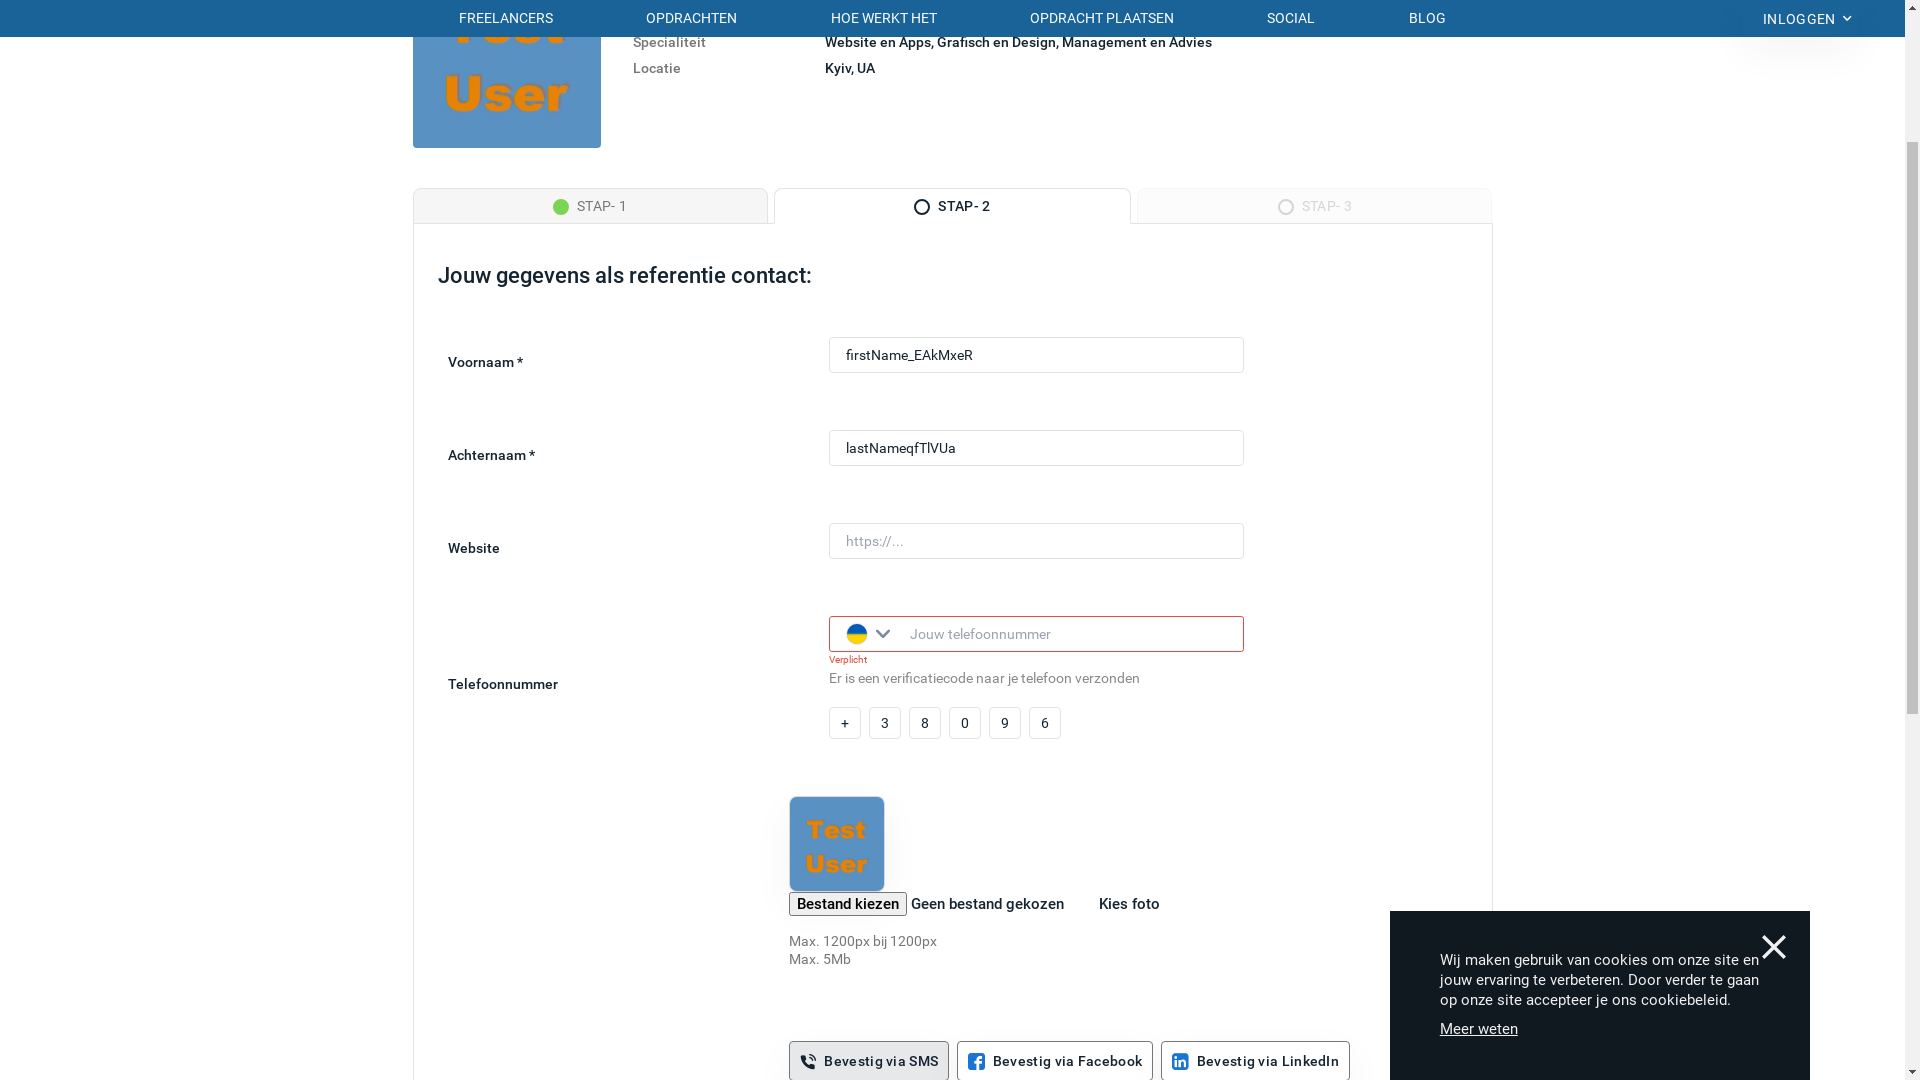 FREELANCERS OPDRACHTEN HOE WERKT HET OPDRACHT PLAATSEN SOCIAL BLOG INLOGGEN
Specialiteit Website en Apps, Grafisch en Design, Management en Advies
Locatie Kyiv, UA
Test
User
STAP- 1 STAP- 2 STAP- 3
Jouw gegevens als referentie contact:
Voornaam * firstName_EAkMxeR
Achternaam * lastNameqfTlVUa
Website https://...
Jouw telefoonnummer
Verplicht
Er is een verificatiecode naar je telefoon verzonden
Telefoonnummer
+ 3 8 0 9 6
Test
User
Bestand kiezen Geen bestand gekozen Kies foto
Max. 1200px bij 1200px
Max. 5Mb
Bevestig via SMS Bevestig via Facebook Bevestig via LinkedIn
Wij maken gebruik van cookies om onze site en
jouw ervaring te verbeteren. Door verder te gaan
op onze site accepteer je ons cookiebeleid.
Meer weten